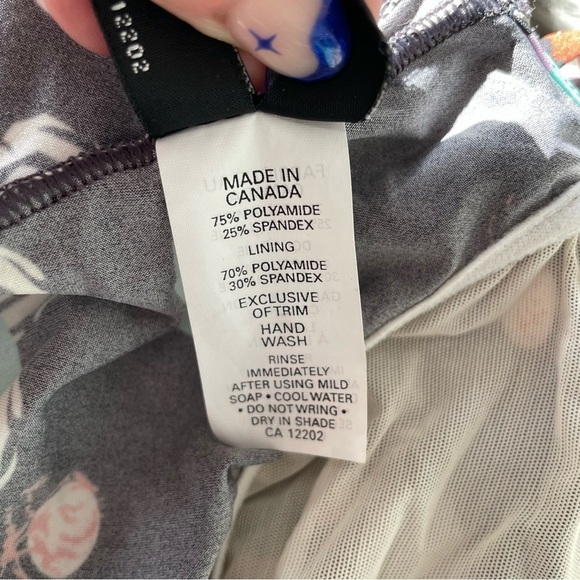 12202
MADE IN
CANADA
75% POLYAMIDE
25% SPANDEX
LINING
70% POLYAMIDE
30% SPANDEX
EXCLUSIVE
OF TRIM
HAND
WASH
RINSE
IMMEDIATELY
AFTER USING MILD
SOAP • COOL WATER
• DO NOT WRING •
DRY IN SHADE
CA 12202